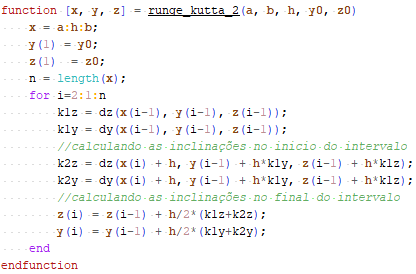 function [x, y, z] = runge_kutta_2(a, b, h, y0, z0)
x = a:h:b;
y(1) = y0;
z(1) = z0;
n = length(x);
for i=2:1:n
k1z = dz(x(i-1), y(i-1), z(i-1));
k1y = dy(x(i-1), y(i-1), z(i-1));
//calculando as inclinações no inicio do intervalo
k2z = dz(x(i) + h, y(i-1) + h*k1y, z(i-1) + h*k1z);
k2y = dy(x(i) + h, y(i-1) + h*k1y, z(i-1) + h*k1z);
//calculando as inclinações no final do intervalo
z(i) = z(i-1) + h/2*(k1z+k2z);
y(i) = y(i-1) + h/2*(k1y+k2y);
end
endfunction